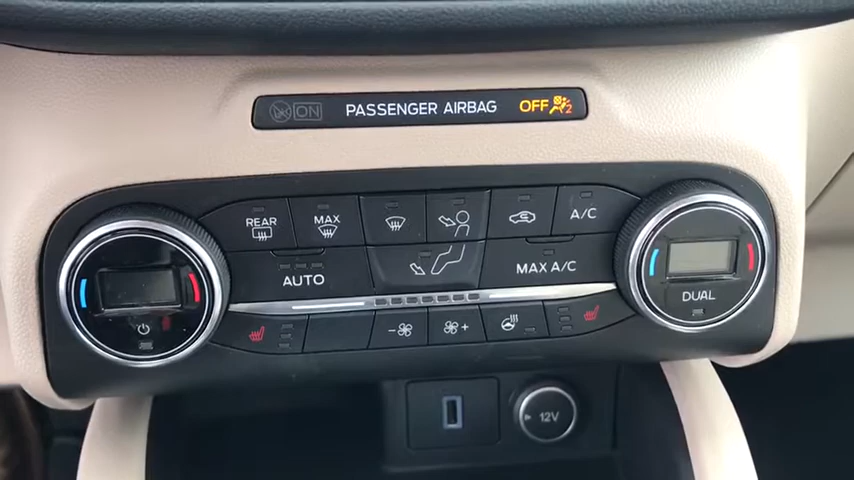 ON PASSENGER AIRBAG OFF 2
REAR MAX A/C
AUTO MAX A/C
DUAL
- +
12V